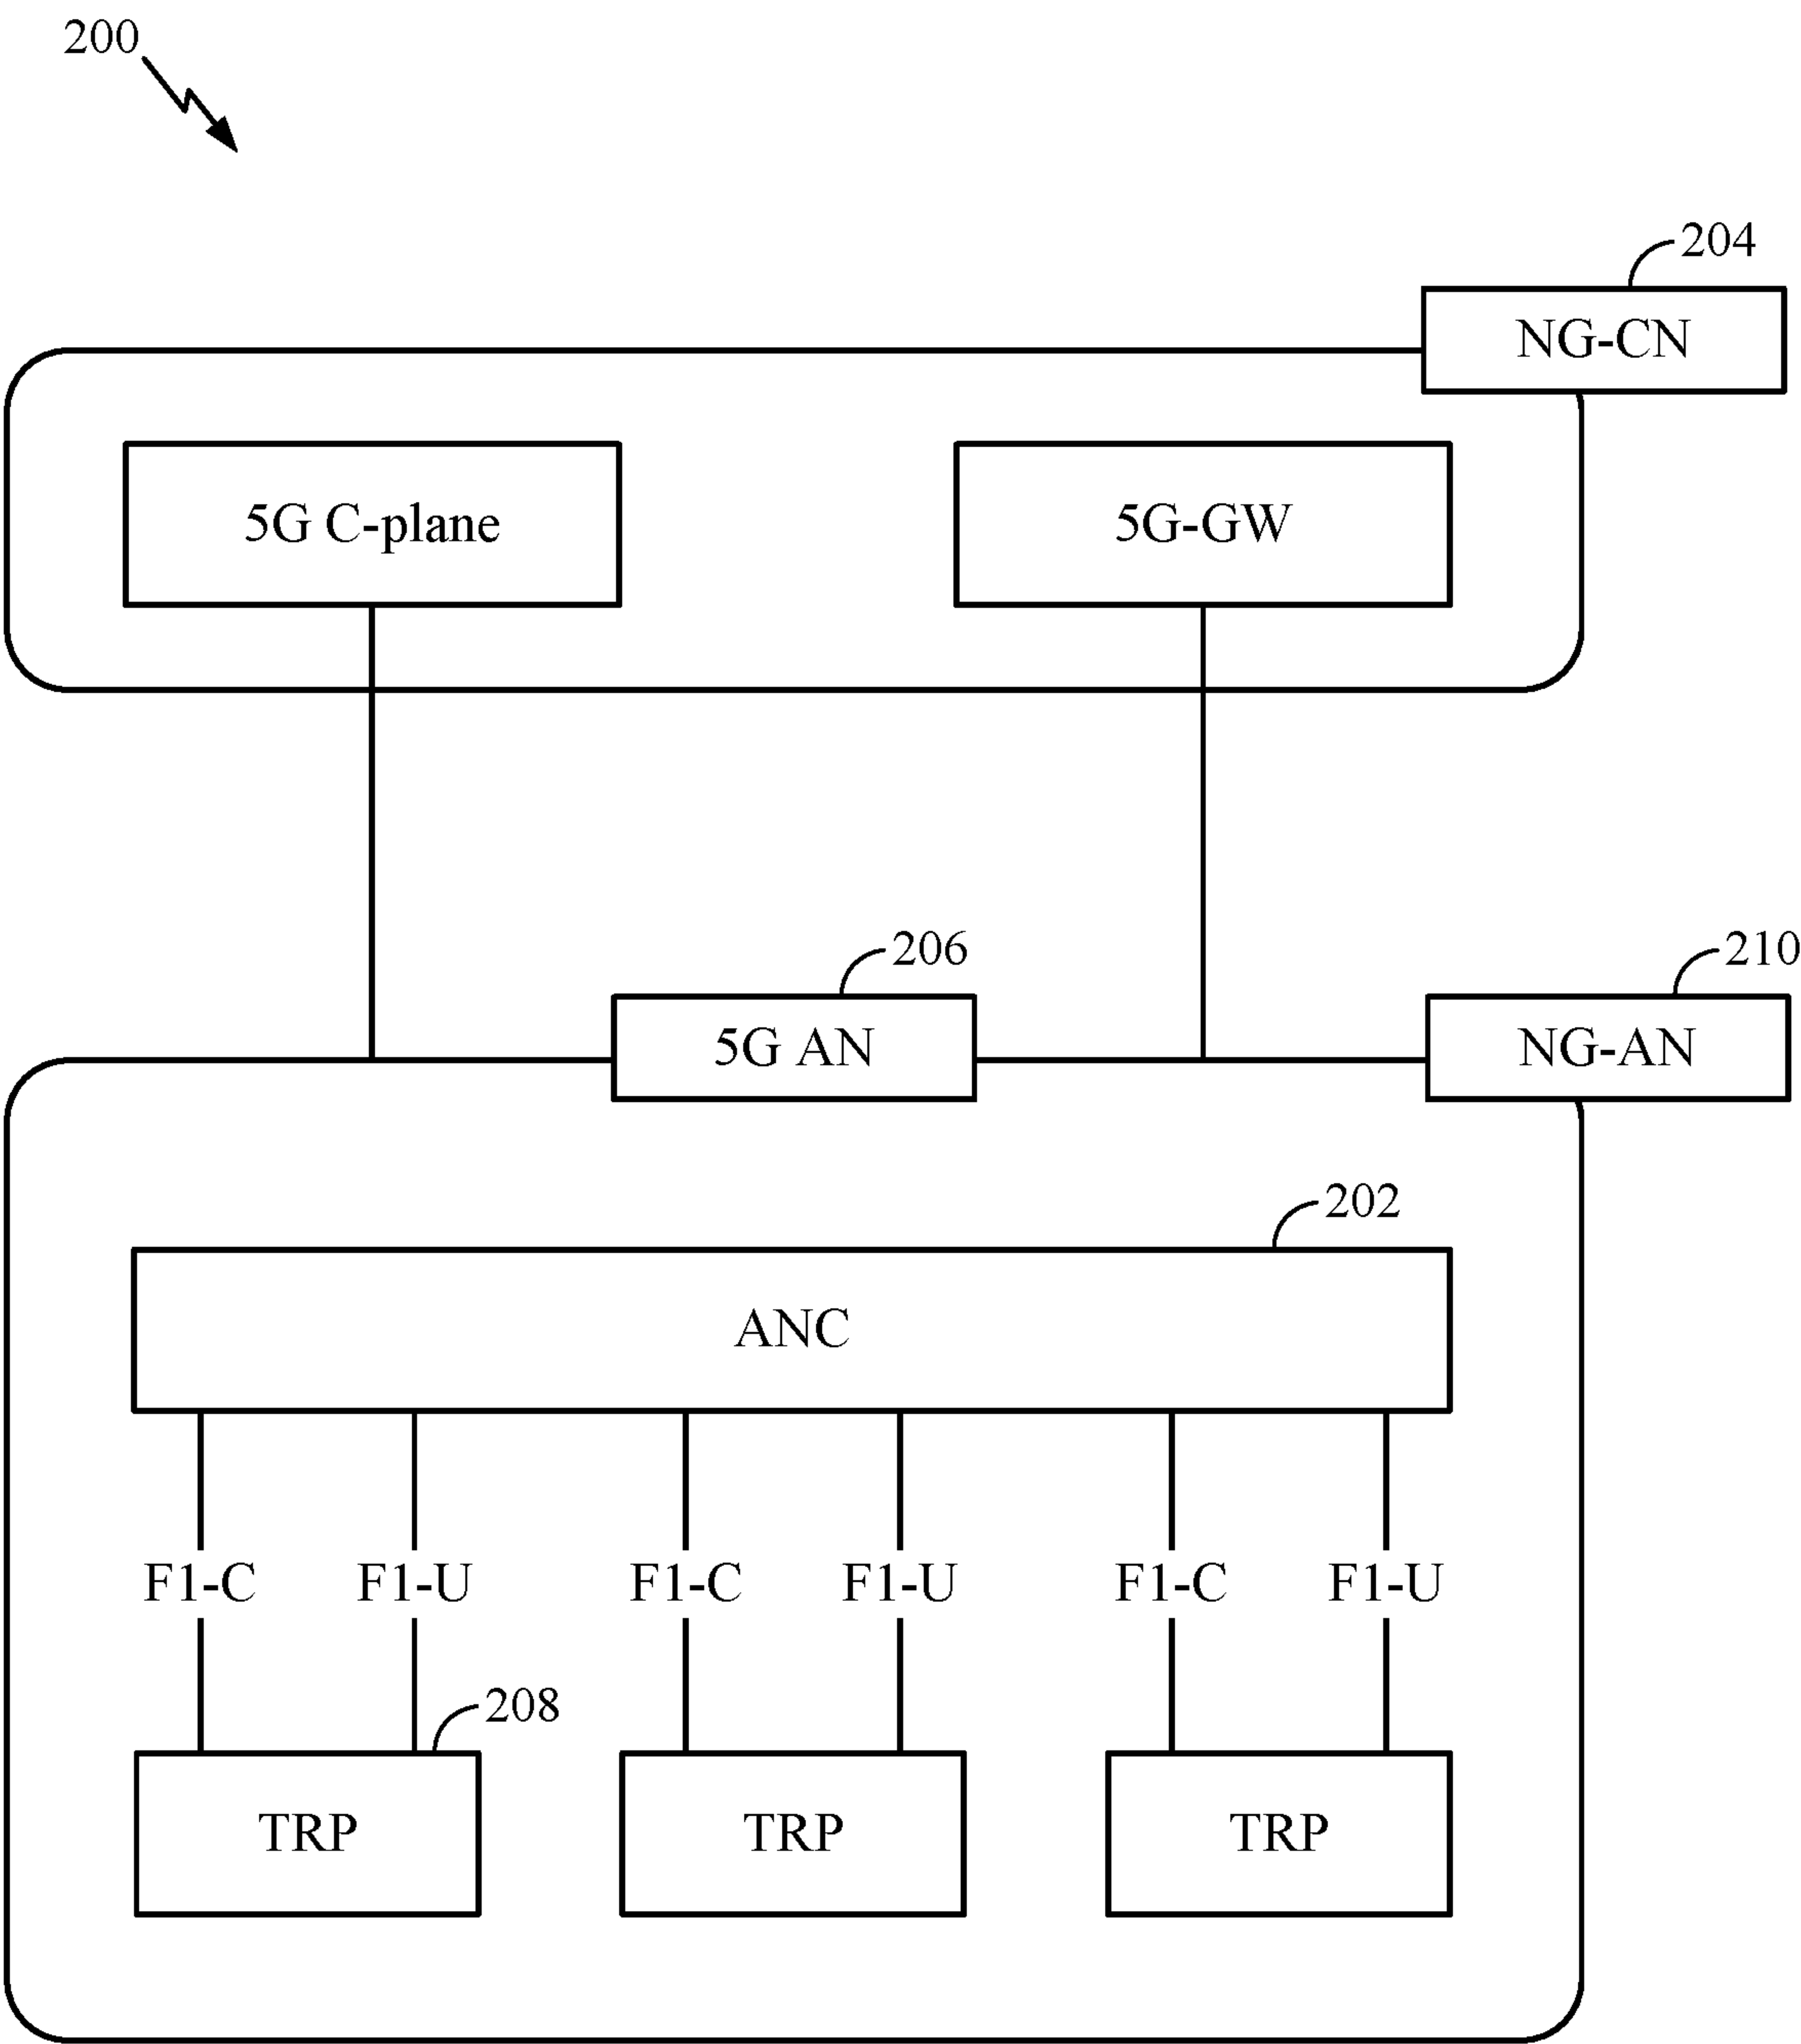 200
204
NG-CN
5G C-plane 5G-GW
206 210
5G AN NG-AN
202
ANC
F1-C F1-U F1-C F1-U F1-C F1-U
208
TRP TRP TRP